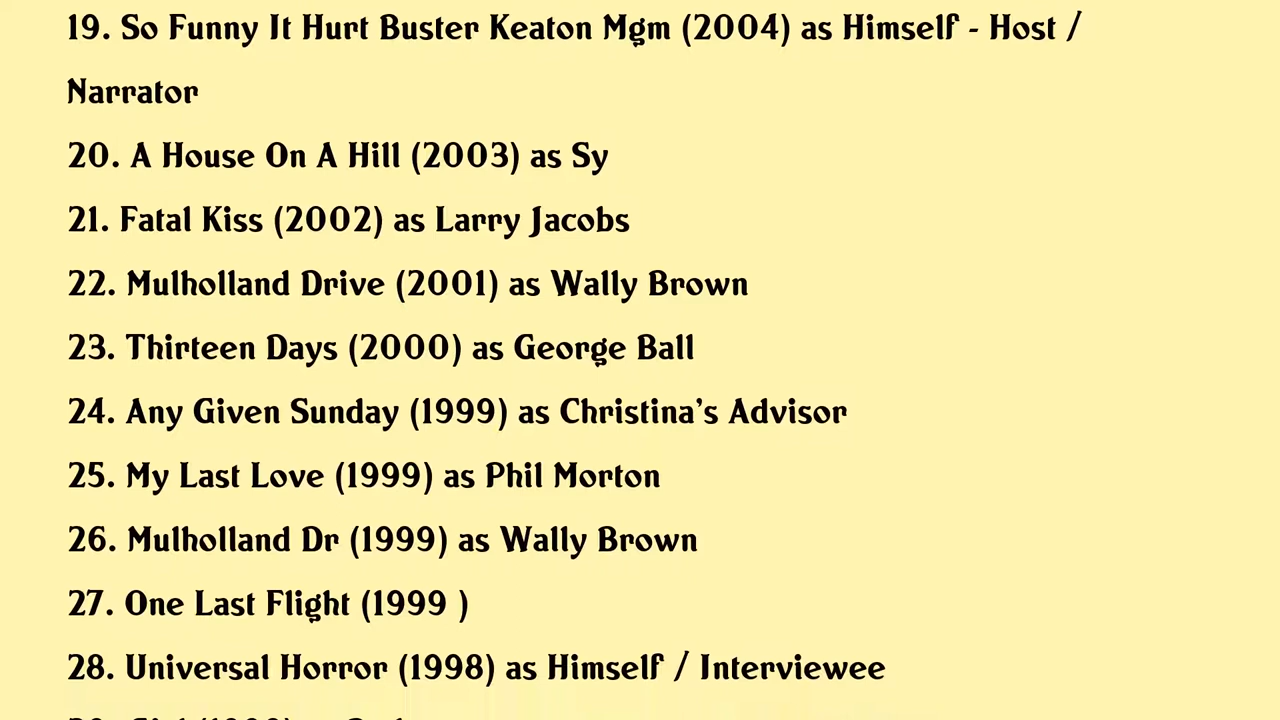 19. So Funny It Hurt Buster Keaton Mgm (2004) as Himself - Host /
Narrator
20. A House On A Hill (2003) as Sy
21. Fatal Kiss (2002) as Larry Jacobs
22. Mulholland Drive (2001) as Wally Brown
23. Thirteen Days (2000) as George Ball
24. Any Given Sunday (1999) as Christina's Advisor
25. My Last Love (1999) as Phil Morton
26. Mulholland Dr (1999) as Wally Brown
27. One Last Flight (1999 )
28. Universal Horror (1998) as Himself / Interviewee